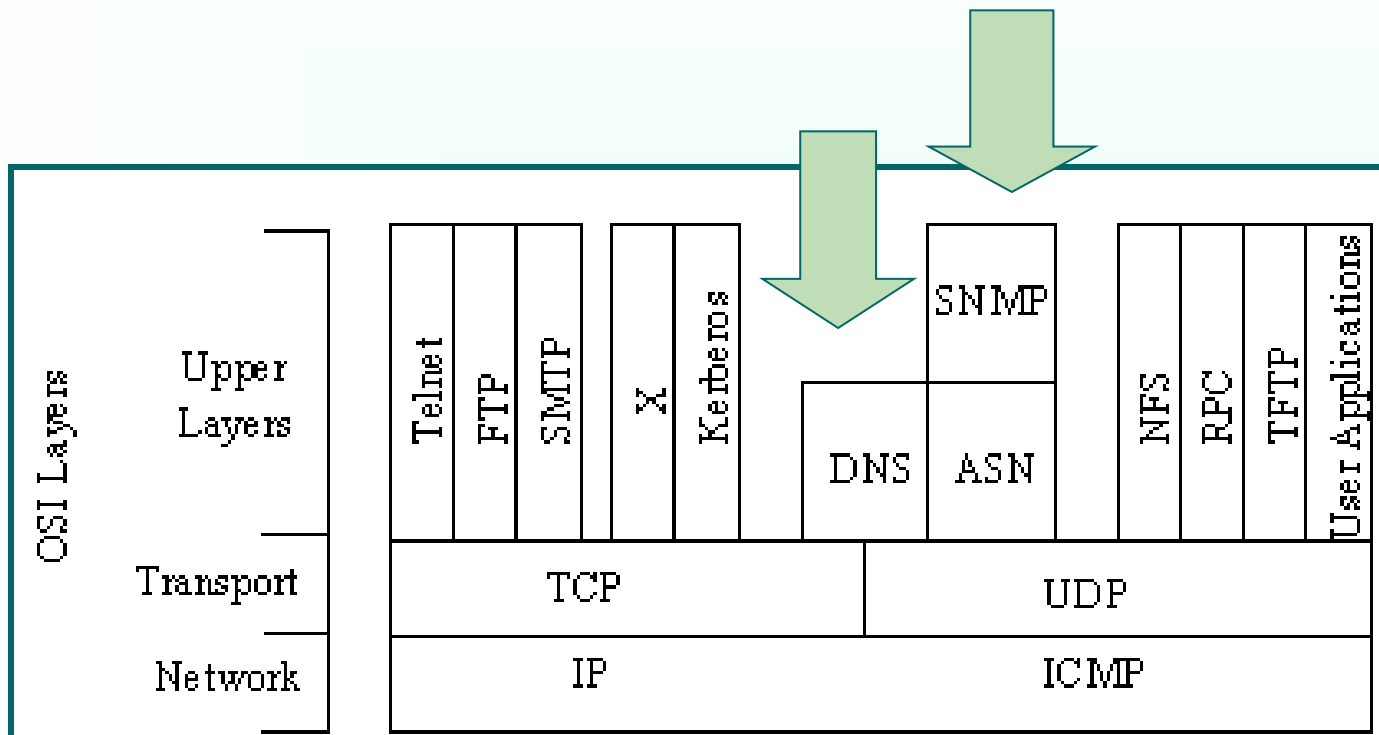 OSI Layers
Upper
Layers
Transport
Network
Telnet
FTP
SMTP
X
Kerberos
SNMP
DNS
ASN
NFS
RPC
TFTP
User Applications
TCP
UDP
IP
ICMP